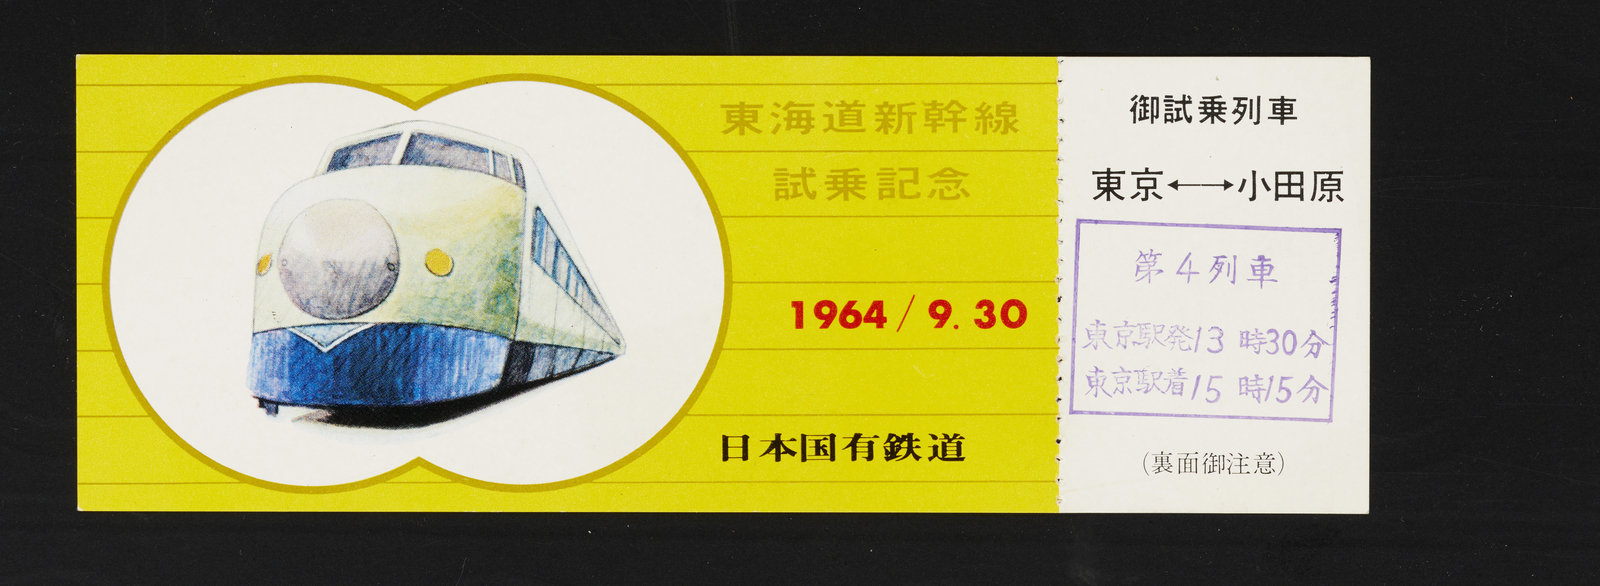 東海道新幹線
試乗記念
1964/9.30
日本国有鉄道
御試乗列車
東京←→小田原
第4列車
東京駅発13時30分
東京駅着15時15分
(裏面御注意)